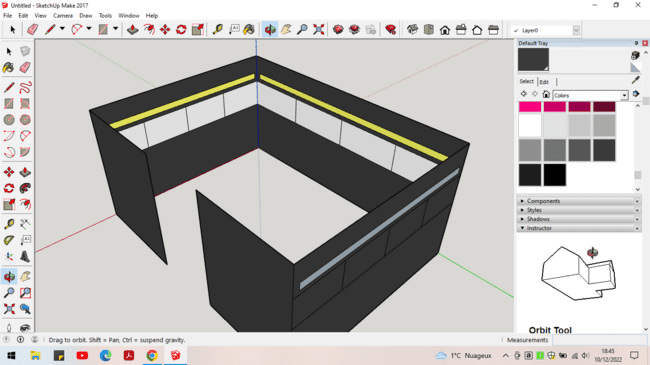 Untitled - SketchUp Make 2017
File Edit View Camera Draw Tools Window Help
Layer0
Default Tray
Select Edit
Colors
Components
Styles
Shadows
Instructor
Orbit Tool
Drag to orbit. Shift = Pan, Ctrl = suspend gravity.
Measurements
1°C Nuageux
18:45
10/12/2022